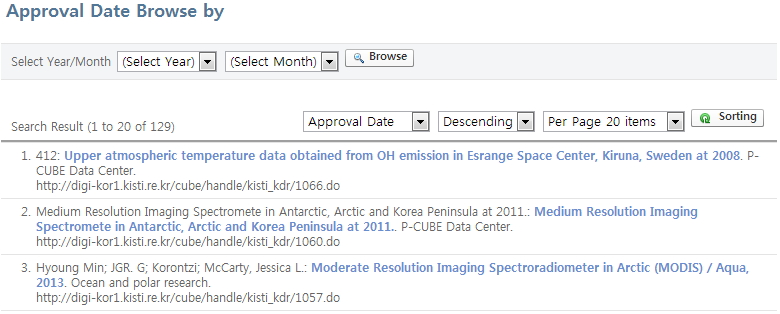 Approval Date Browse by
Select Year/Month (Select Year) (Select Month) Browse
Search Result (1 to 20 of 129) Approval Date Descending Per Page 20 items Sorting
1. 412: Upper atmospheric temperature data obtained from OH emission in Esrange Space Center, Kiruna, Sweden at 2008. P-
CUBE Data Center.
http://digi-kor1.kisti.re.kr/cube/handle/kisti_kdr/1066.do
2. Medium Resolution Imaging Spectromete in Antarctic, Arctic and Korea Peninsula at 2011.: Medium Resolution Imaging
Spectromete in Antarctic, Arctic and Korea Peninsula at 2011.. P-CUBE Data Center.
http://digi-kor1.kisti.re.kr/cube/handle/kisti_kdr/1060.do
3. Hyoung Min; JGR. G; Korontzi; McCarty, Jessica L.: Moderate Resolution Imaging Spectroradiometer in Arctic (MODIS) / Aqua,
2013. Ocean and polar research.
http://digi-kor1.kisti.re.kr/cube/handle/kisti_kdr/1057.do